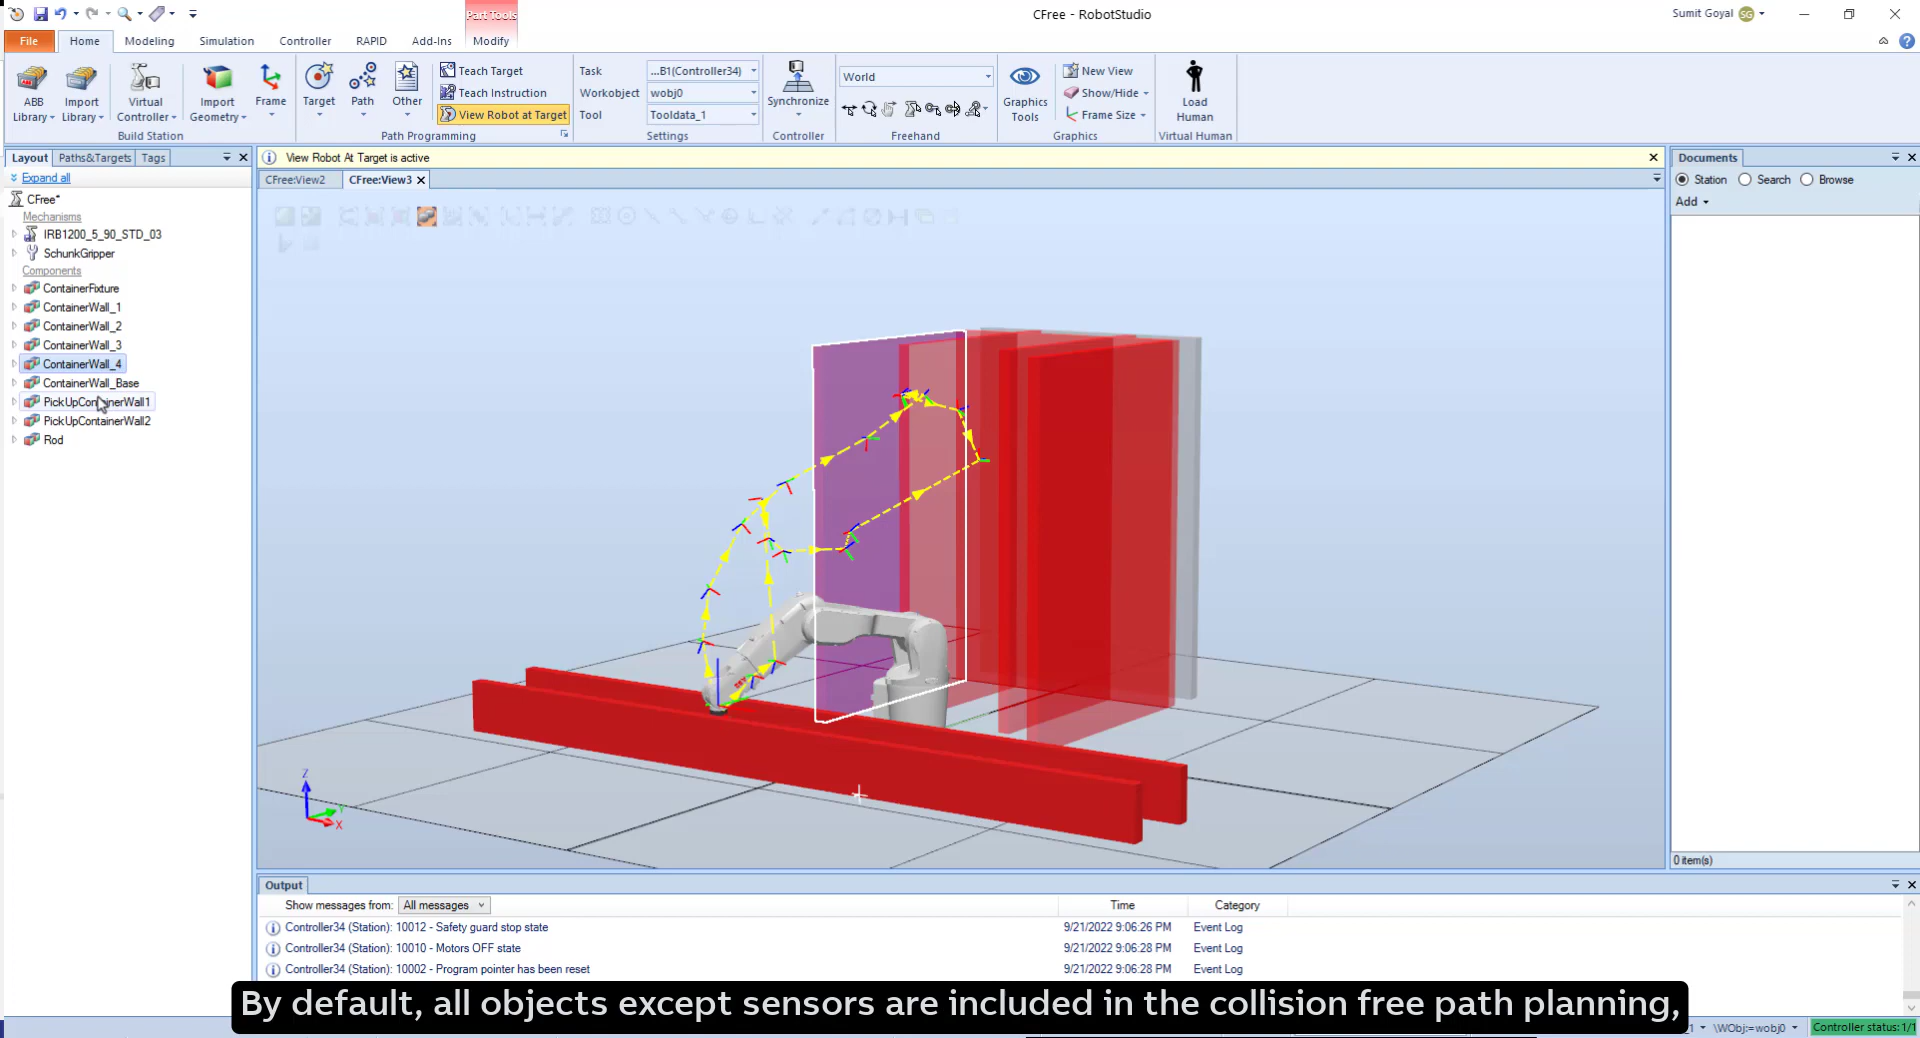 Part Tools
CFree - RobotStudio
Sumit Goyal SG
File Home Modeling Simulation Controller RAPID Add-Ins Modify
ABB Library
Import Library
Virtual Controller
Import Geometry
Frame
Build Station
Target
Path
Other
Teach Target
Teach Instruction
View Robot at Target
Path Programming
Task ...B1(Controller34)
Workobject wobj0
Tool Tooldata_1
Settings
Synchronize
Controller
World
Freehand
Graphics Tools
New View
Show/Hide
Frame Size
Graphics
Load Human
Virtual Human
Layout Paths&Targets Tags
Expand all
CFree*
Mechanisms
IRB1200_5_90_STD_03
SchunkGripper
Components
ContainerFixture
ContainerWall_1
ContainerWall_2
ContainerWall_3
ContainerWall_4
ContainerWall_Base
PickUpContainerWall1
PickUpContainerWall2
Rod
View Robot At Target is active
CFree:View2 CFree:View3
Z
Y
X
Documents
Station Search Browse
Add
0 item(s)
Output
Show messages from: All messages Time Category
Controller34 (Station): 10012 - Safety guard stop state 9/21/2022 9:06:26 PM Event Log
Controller34 (Station): 10010 - Motors OFF state 9/21/2022 9:06:28 PM Event Log
Controller34 (Station): 10002 - Program pointer has been reset 9/21/2022 9:06:28 PM Event Log
By default, all objects except sensors are included in the collision free path planning,
\WObj:=wobj0 Controller status: 1/1